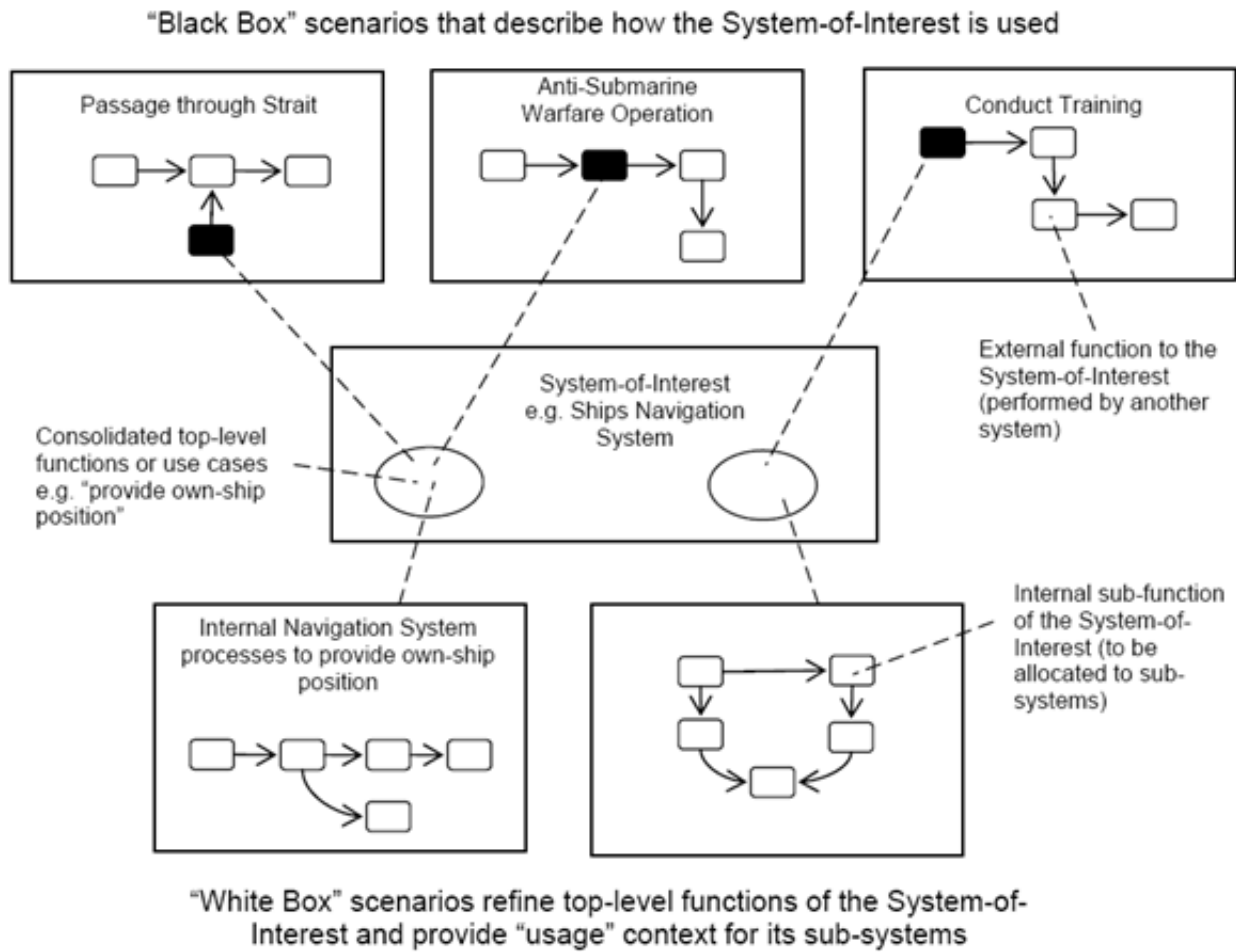 “Black Box” scenarios that describe how the System-of-Interest is used
Passage through Strait
Anti-Submarine
Warfare Operation
Conduct Training
System-of-Interest
e.g. Ships Navigation
System
External function to the
System-of-Interest
(performed by another
system)
Consolidated top-level
functions or use cases
e.g. “provide own-ship
position”
Internal Navigation System
processes to provide own-ship
position
Internal sub-function
of the System-of-
Interest (to be
allocated to sub-
systems)
“White Box” scenarios refine top-level functions of the System-of-
Interest and provide “usage” context for its sub-systems